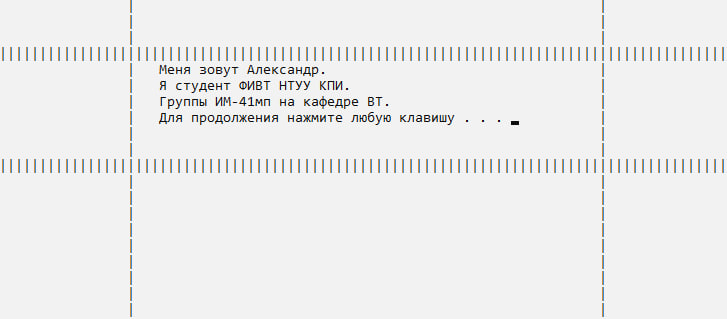 Меня зовут Александр.
Я студент ФИВТ НТУУ КПИ.
Группы ИМ-41мп на кафедре ВТ.
Для продолжения нажмите любую клавишу . . .